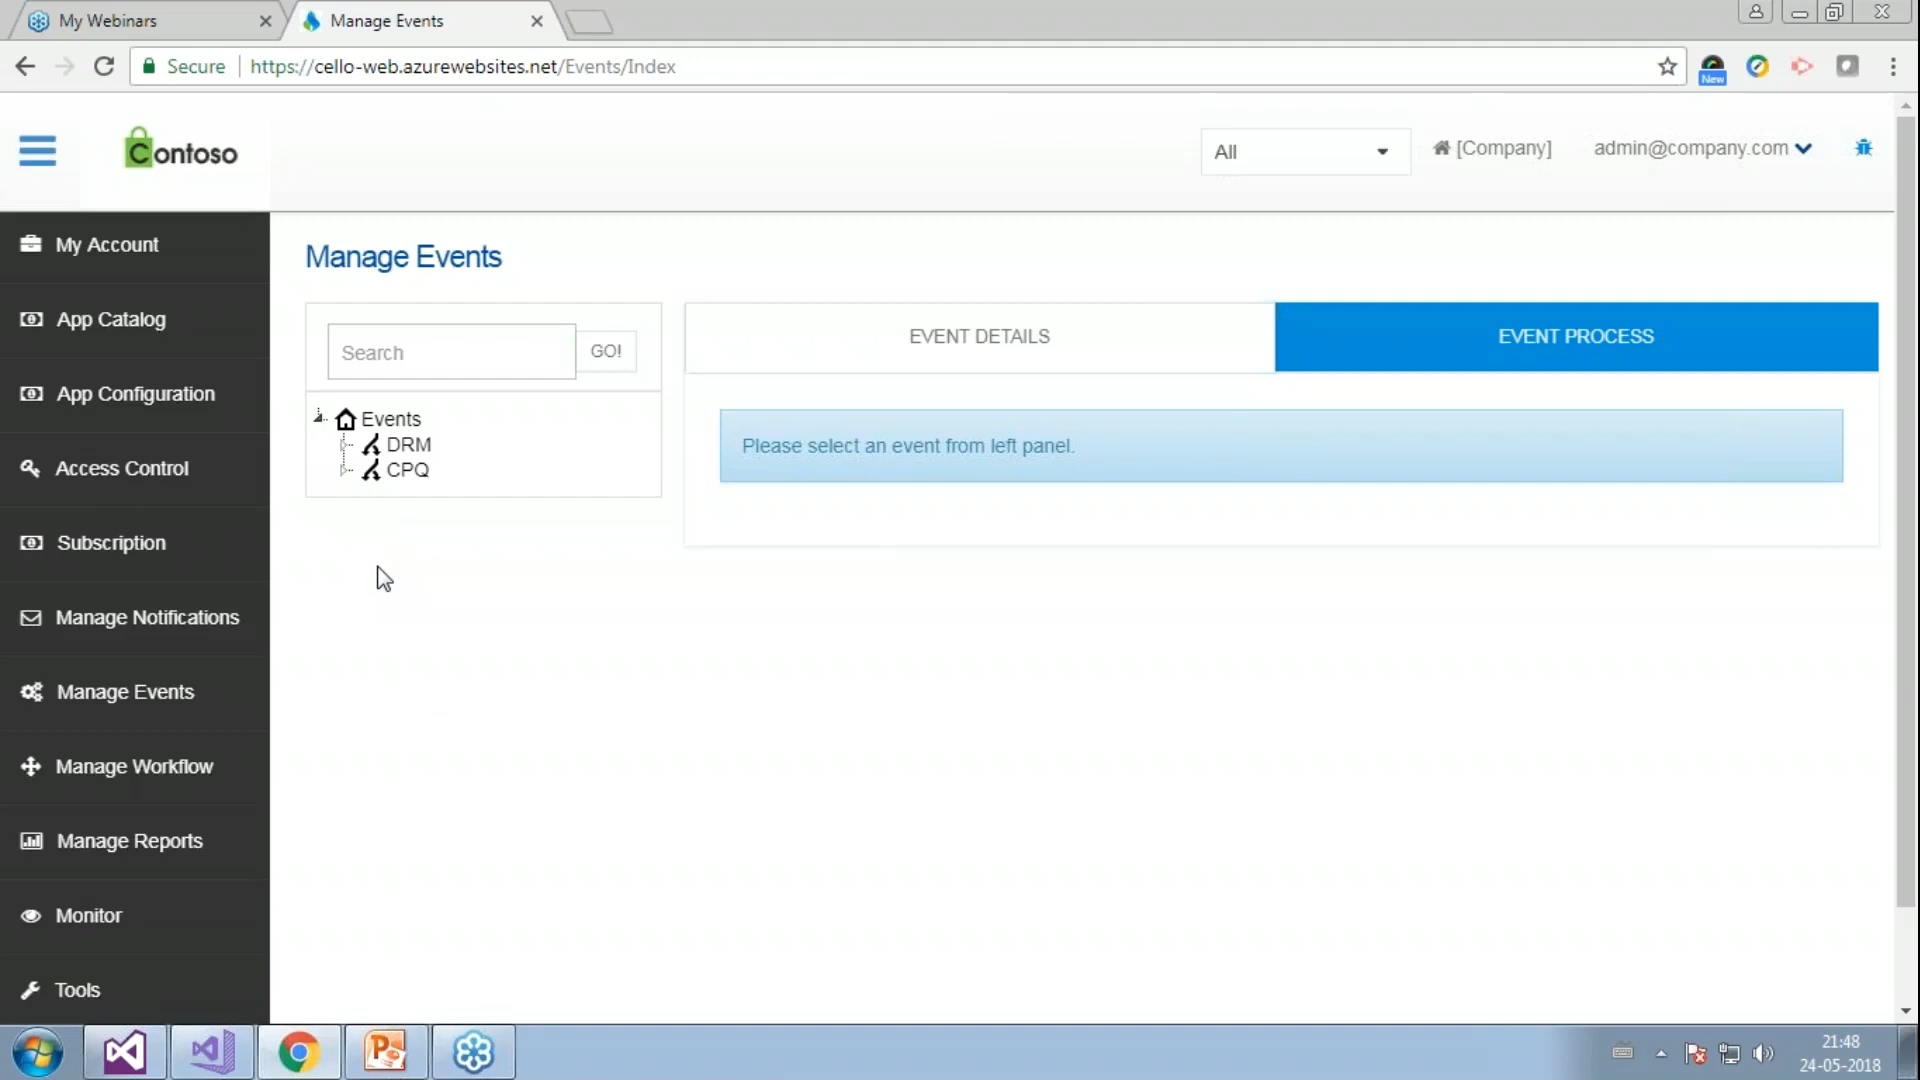 My Webinars
Manage Events
Secure https://cello-web.azurewebsites.net/Events/Index
New
Contoso
All
[Company]
admin@company.com
My Account
App Catalog
App Configuration
Access Control
Subscription
Manage Notifications
Manage Events
Manage Workflow
Manage Reports
Monitor
Tools
Manage Events
Search
GO!
Events
DRM
CPQ
EVENT DETAILS
EVENT PROCESS
Please select an event from left panel.
21:48
24-05-2018